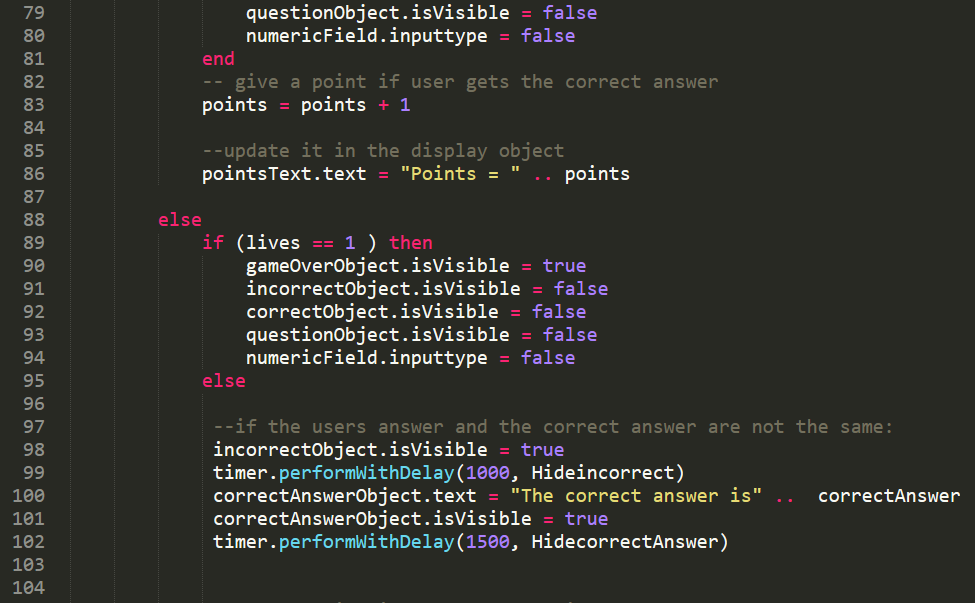 79                  questionObject.isVisible = false
80                  numericField.inputtype = false
81              end
82              -- give a point if user gets the correct answer
83              points = points + 1
84
85              --update it in the display object
86              pointsText.text = "Points = " .. points
87
88          else
89              if (lives == 1 ) then
90                  gameOverObject.isVisible = true
91                  incorrectObject.isVisible = false
92                  correctObject.isVisible = false
93                  questionObject.isVisible = false
94                  numericField.inputtype = false
95              else
96
97               --if the users answer and the correct answer are not the same:
98               incorrectObject.isVisible = true
99               timer.performWithDelay(1000, Hideincorrect)
100              correctAnswerObject.text = "The correct answer is" ..  correctAnswer
101              correctAnswerObject.isVisible = true
102              timer.performWithDelay(1500, HidecorrectAnswer)
103
104